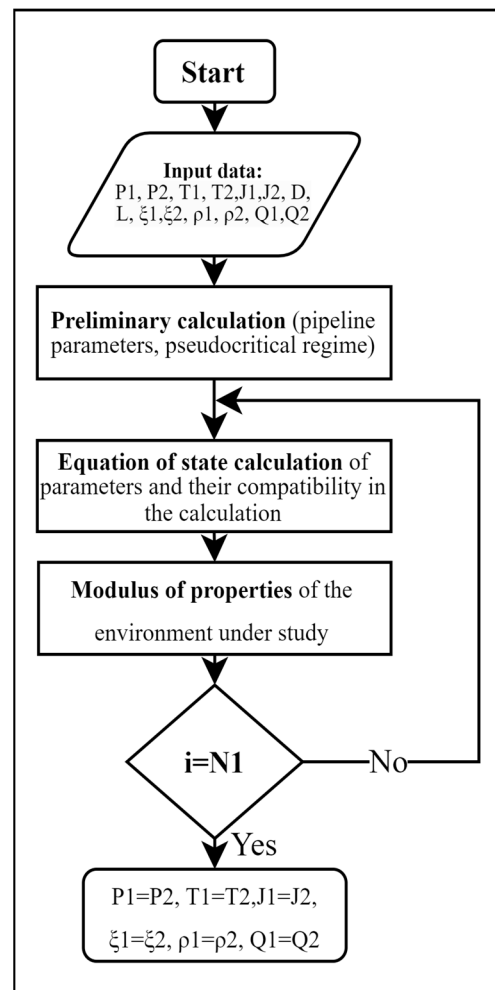 Start
Input data:
P1, P2, T1, T2,J1,J2, D,
L, ξ1,ξ2, ρ1, ρ2, Q1,Q2
Preliminary calculation (pipeline
parameters, pseudocritical regime)
Equation of state calculation of
parameters and their compatibility in
the calculation
Modulus of properties of the
environment under study
i=N1
No
Yes
P1=P2, T1=T2,J1=J2,
ξ1=ξ2, ρ1=ρ2, Q1=Q2